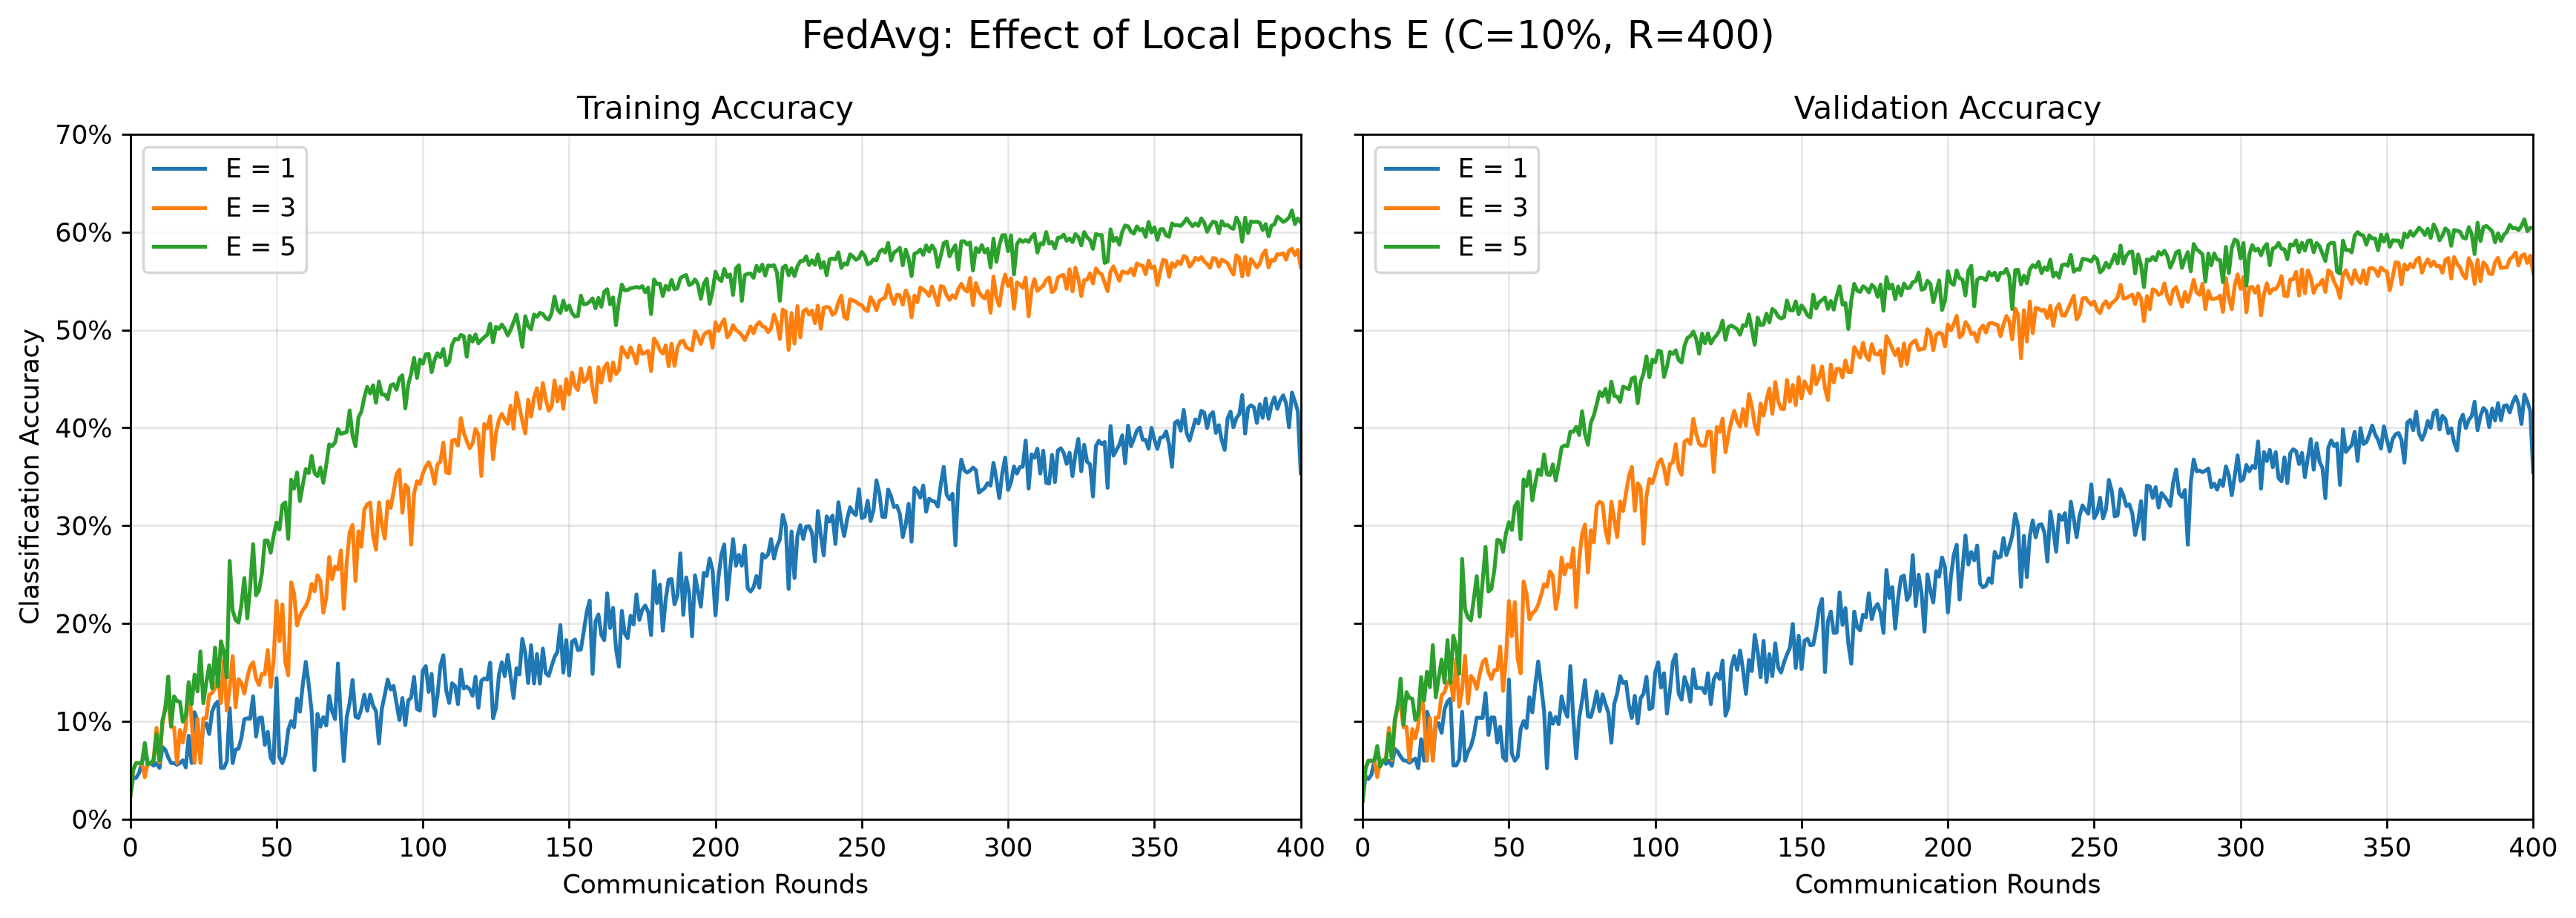 FedAvg: Effect of Local Epochs E (C=10%, R=400)
Training Accuracy
Classification Accuracy
70%
60%
50%
40%
30%
20%
10%
0%
E = 1
E = 3
E = 5
0 50 100 150 200 250 300 350 400
Communication Rounds
Validation Accuracy
E = 1
E = 3
E = 5
0 50 100 150 200 250 300 350 400
Communication Rounds